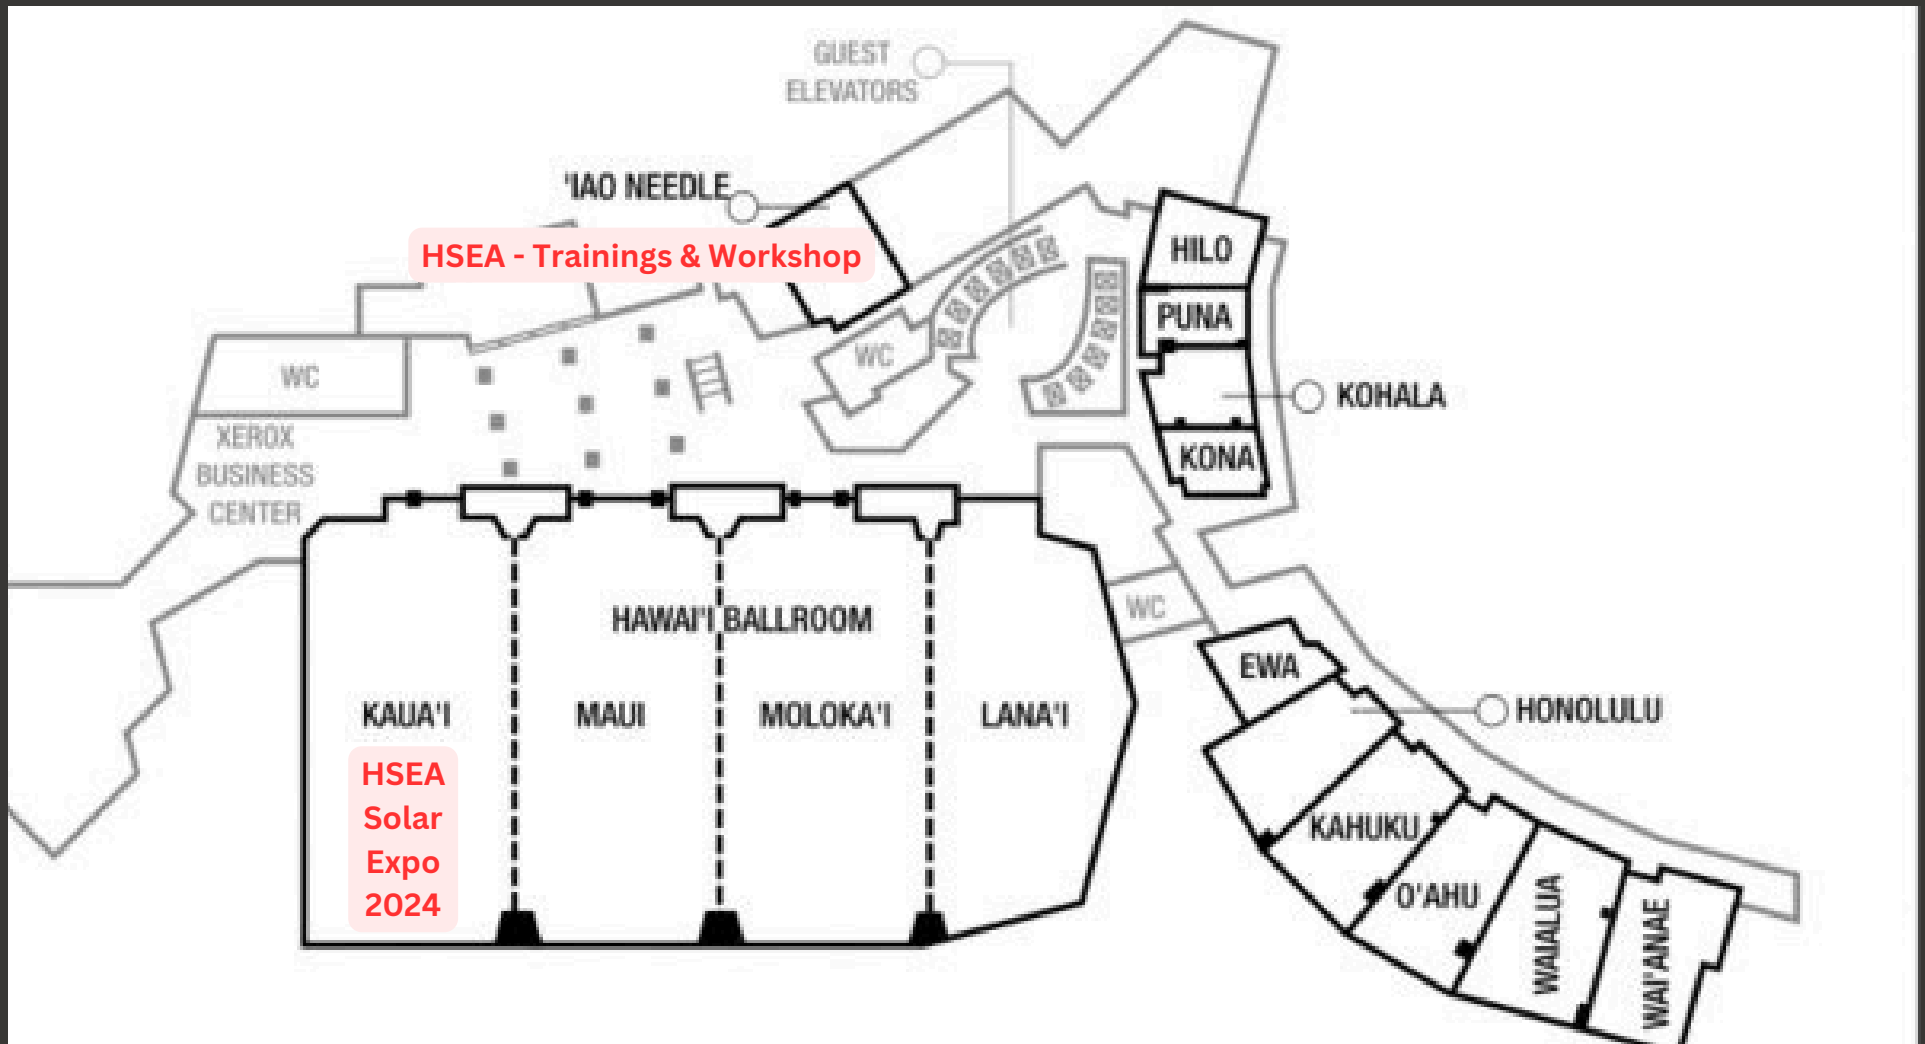 GUEST
ELEVATORS
'IAO NEEDLE
HSEA - Trainings & Workshop
HILO
PUNA
WC
WC
KOHALA
XEROX
BUSINESS
CENTER
KONA
HAWAI'I BALLROOM
WC
EWA
KAUA'I
MAUI
MOLOKA'I
LANA'I
HONOLULU
HSEA
Solar
Expo
2024
KAHUKU
O'AHU
WAIALUA
WAI'ANAE